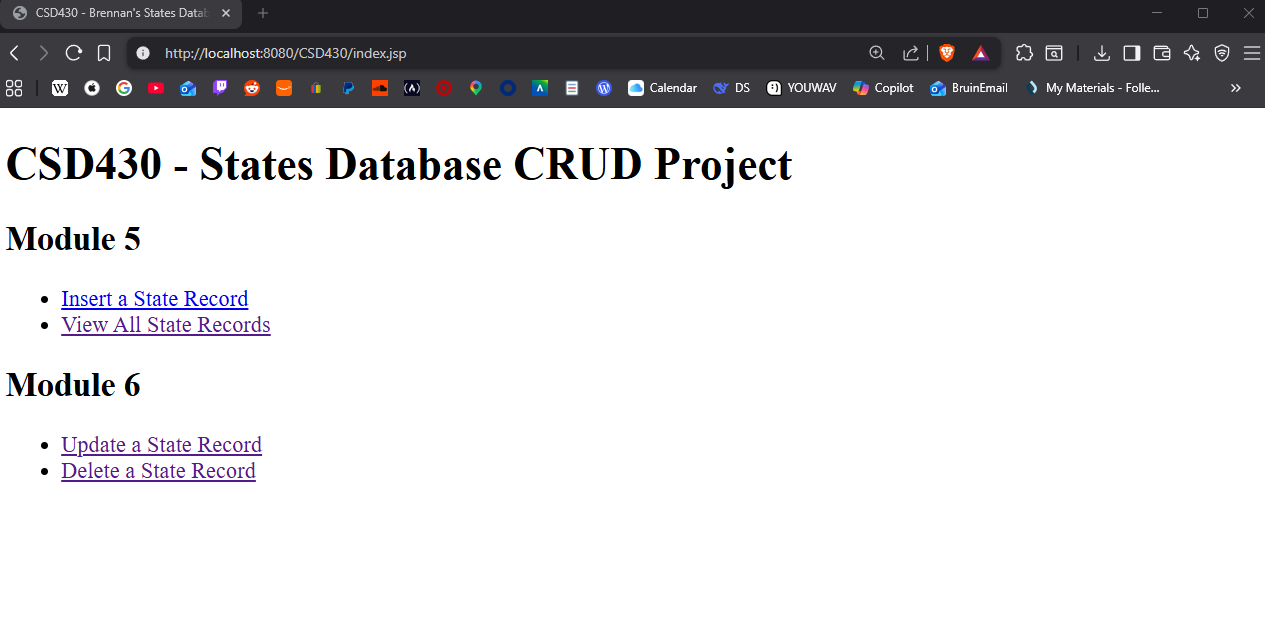 CSD430 - Brennan's States Datab
http://localhost:8080/CSD430/index.jsp
Calendar
DS
YOUWAV
Copilot
BruinEmail
My Materials - Folle...
CSD430 - States Database CRUD Project
Module 5
Insert a State Record
View All State Records
Module 6
Update a State Record
Delete a State Record